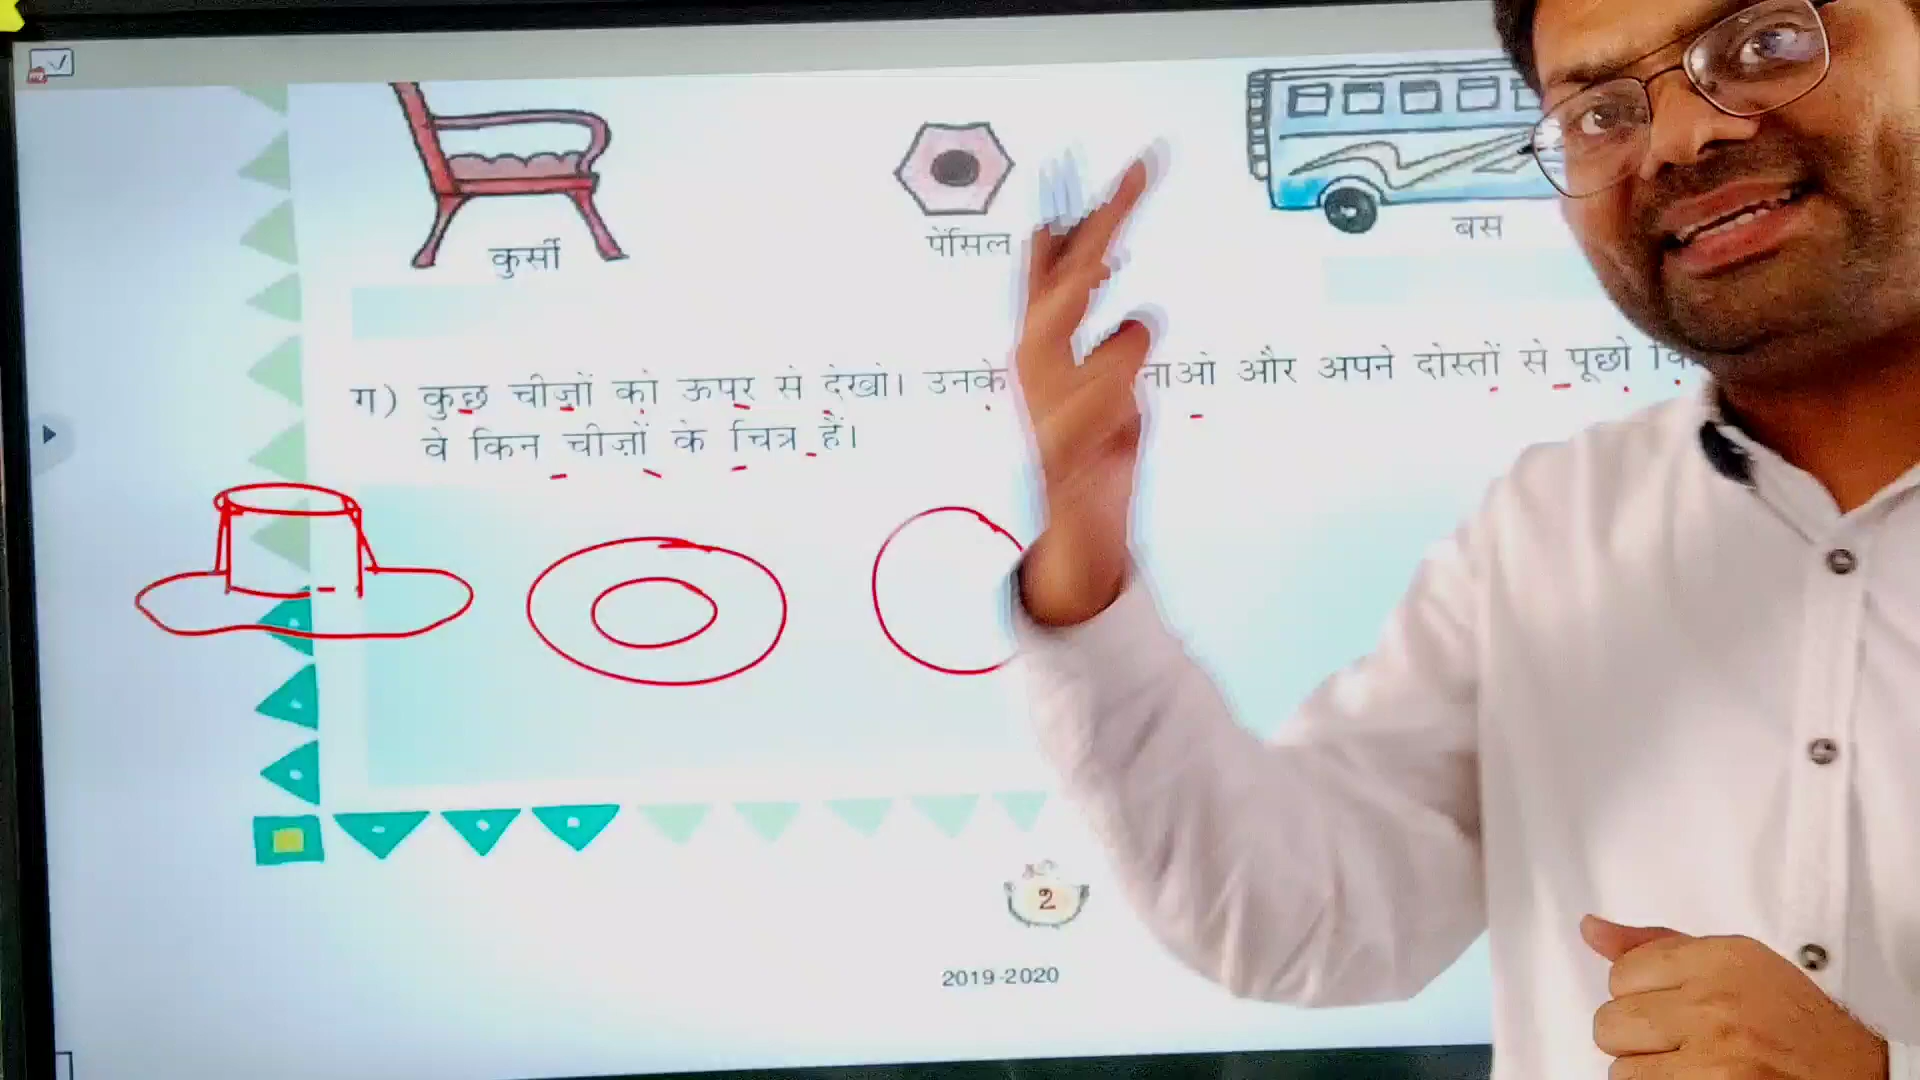 कुर्सी
पेंसिल
बस
ग) कुछ चीज़ों को ऊपर से देखो। उनके और अपने दोस्तों से पूछो
वे किन चीज़ों के चित्र हैं।
2
2019-2020